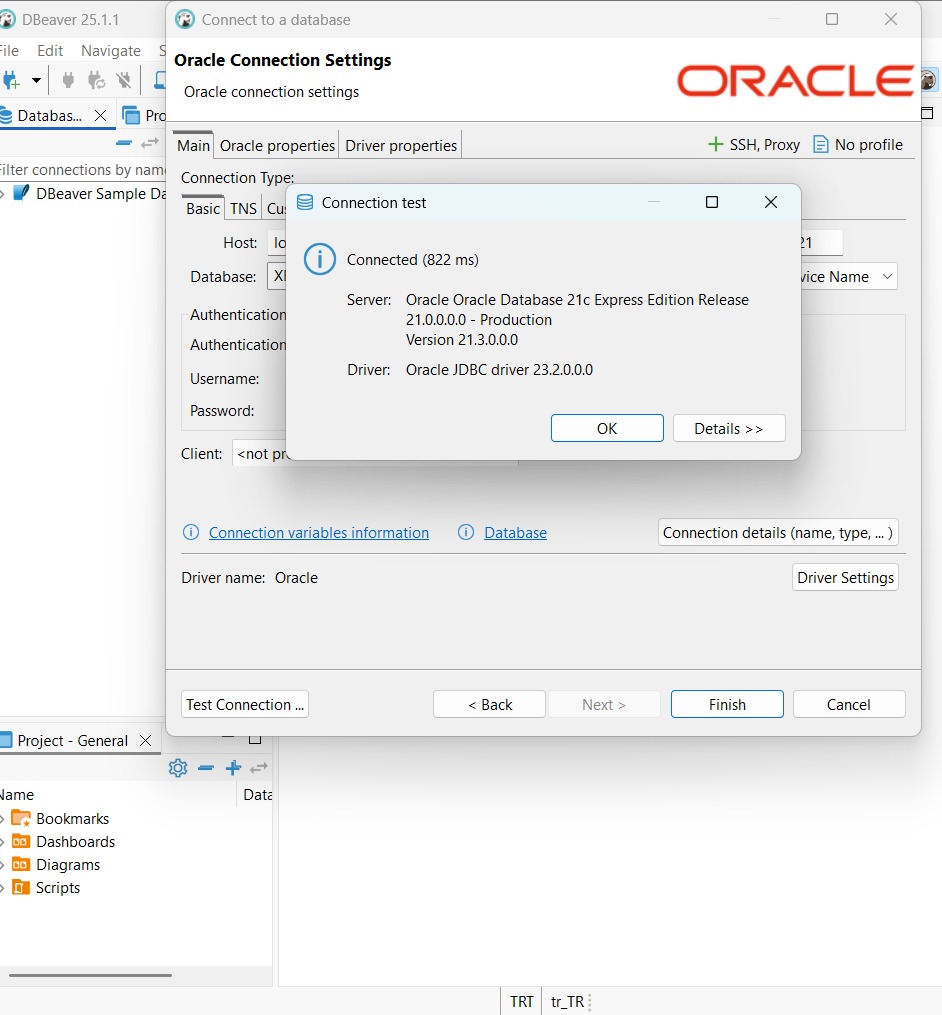 DBeaver 25.1.1
Connect to a database
File Edit Navigate
Oracle Connection Settings
Oracle connection settings
ORACLE
Databas...
Main Oracle properties Driver properties SSH, Proxy No profile
Filter connections by name
DBeaver Sample Da
Connection Type:
Basic TNS Cus
Connection test
Host:
Database: vice Name
Connected (822 ms)
Server: Oracle Oracle Database 21c Express Edition Release
21.0.0.0.0 - Production
Version 21.3.0.0.0
Driver: Oracle JDBC driver 23.2.0.0.0
Authentication
Authentication
Username:
Password:
OK Details >>
Client: <not pr
Connection variables information Database Connection details (name, type, ... )
Driver name: Oracle Driver Settings
Test Connection ... < Back Next > Finish Cancel
Project - General
Name Data
Bookmarks
Dashboards
Diagrams
Scripts
TRT tr_TR